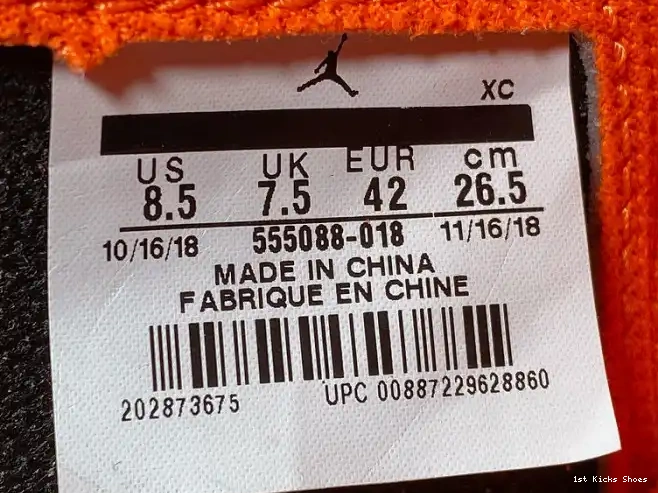 XC
US UK EUR cm
8.5 7.5 42 26.5
10/16/18 555088-018 11/16/18
MADE IN CHINA
FABRIQUE EN CHINE
202873675 UPC 00887229628860
1st Kicks Shoes